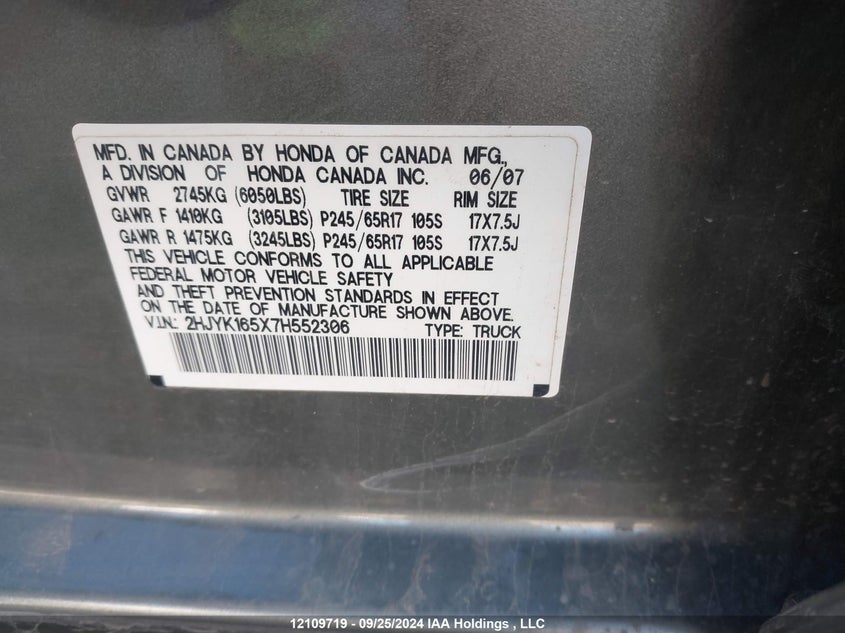 MFD. IN CANADA BY HONDA OF CANADA MFG.,
A DIVISION OF HONDA CANADA INC. 06/07
GVWR 2745KG (6050LBS) TIRE SIZE RIM SIZE
GAWR F 1410KG (3105LBS) P245/65R17 105S 17X7.5J
GAWR R 1475KG (3245LBS) P245/65R17 105S 17X7.5J
THIS VEHICLE CONFORMS TO ALL APPLICABLE
FEDERAL MOTOR VEHICLE SAFETY
AND THEFT PREVENTION STANDARDS IN EFFECT
ON THE DATE OF MANUFACTURE SHOWN ABOVE.
V.I.N.: 2HJYK165X7H552306 TYPE: TRUCK
12109719 - 09/25/2024 IAA Holdings , LLC